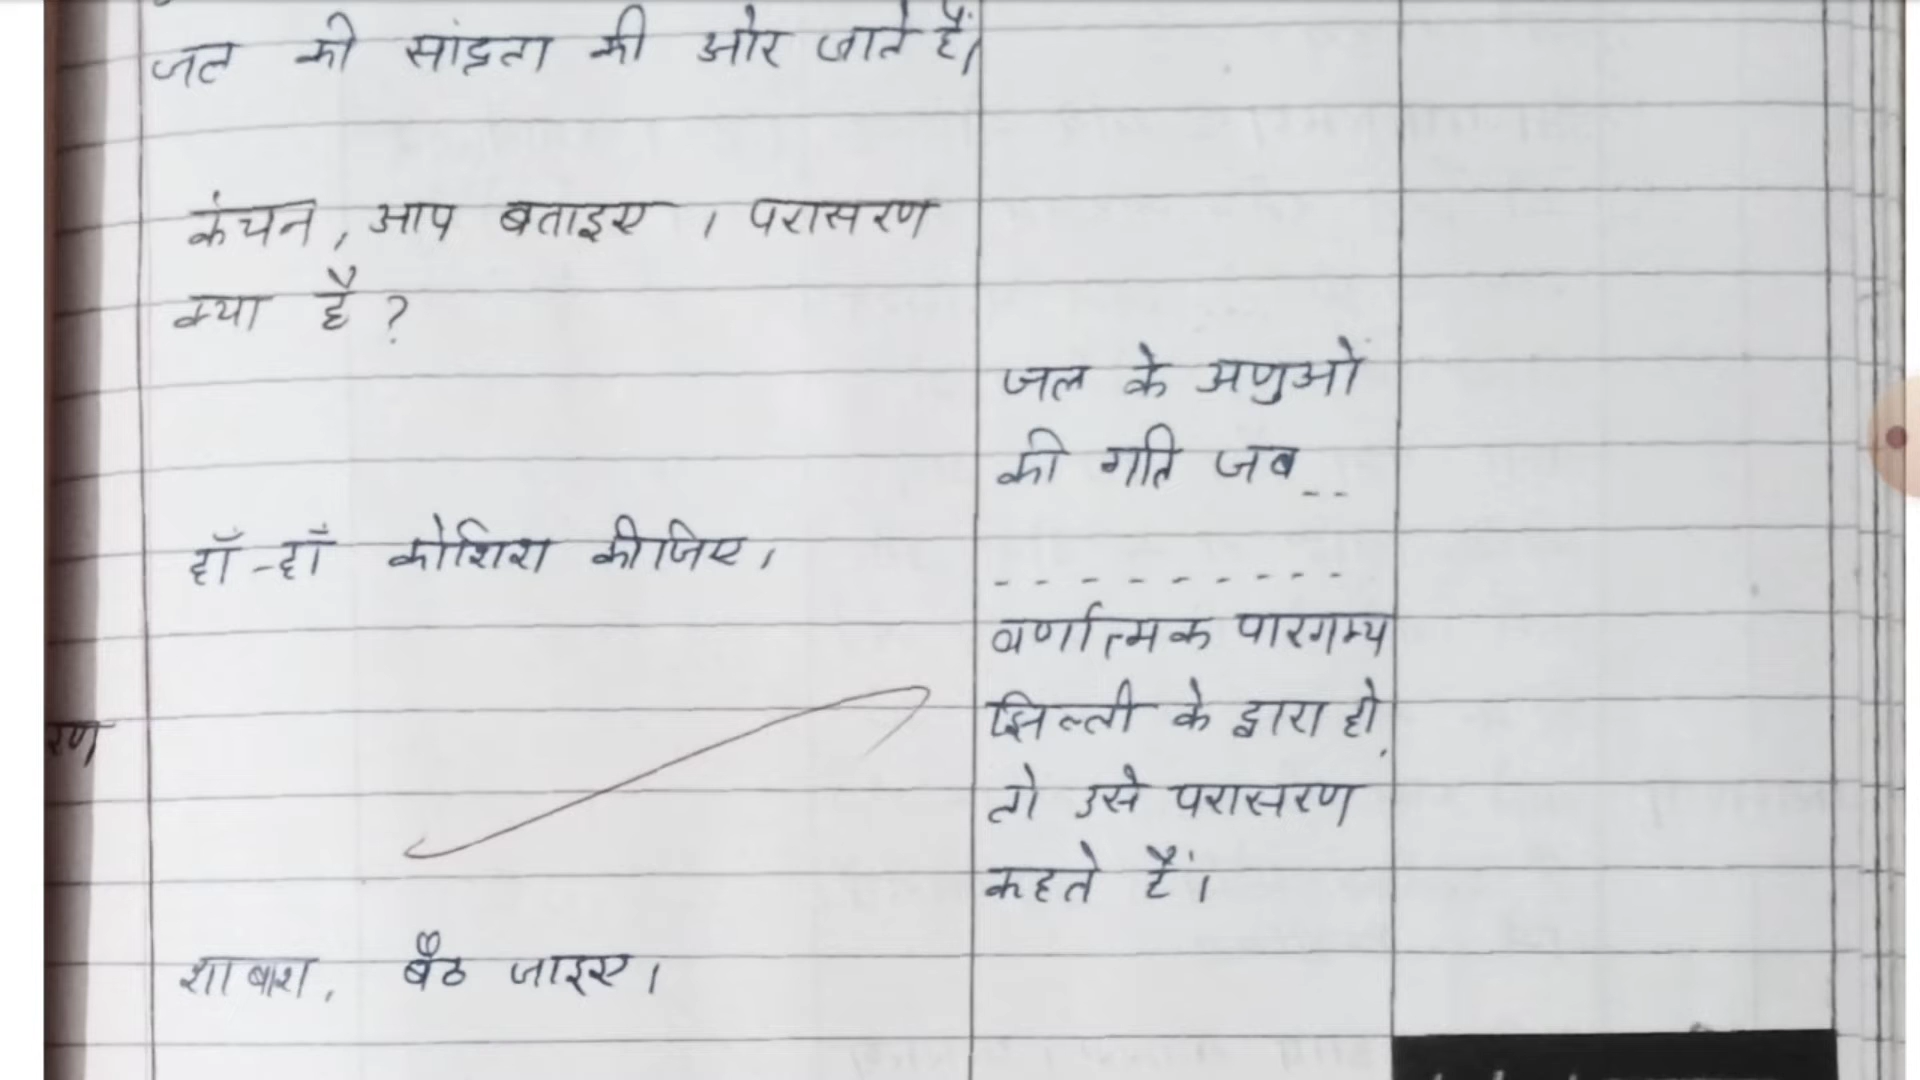 जल की सांद्रता की ओर जाते हैं।
कंचन, आप बताइए । परासरण
क्या है ?
जल के अणुओं
की गति जब --
हाँ -हाँ कोशिश कीजिए ।
- - - - - - - - - -
वर्णात्मक पारगम्य
झिल्ली के द्वारा हो,
रण
तो उसे परासरण
कहते हैं।
शाबाश, बैठ जाइए ।